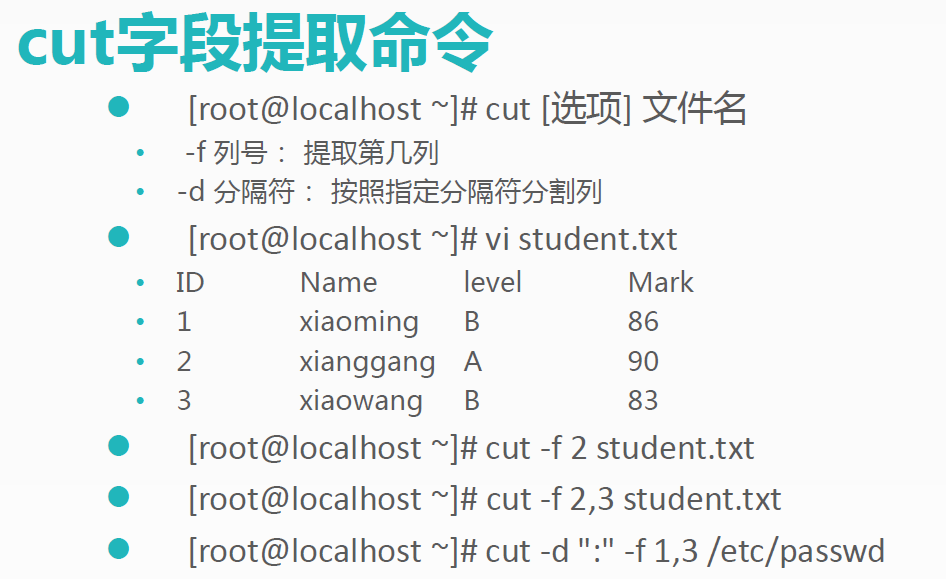 cut字段提取命令
[root@localhost ~]# cut [选项] 文件名
-f 列号： 提取第几列
-d 分隔符： 按照指定分隔符分割列
[root@localhost ~]# vi student.txt
ID Name level Mark
1 xiaoming B 86
2 xianggang A 90
3 xiaowang B 83
[root@localhost ~]# cut -f 2 student.txt
[root@localhost ~]# cut -f 2,3 student.txt
[root@localhost ~]# cut -d ":" -f 1,3 /etc/passwd